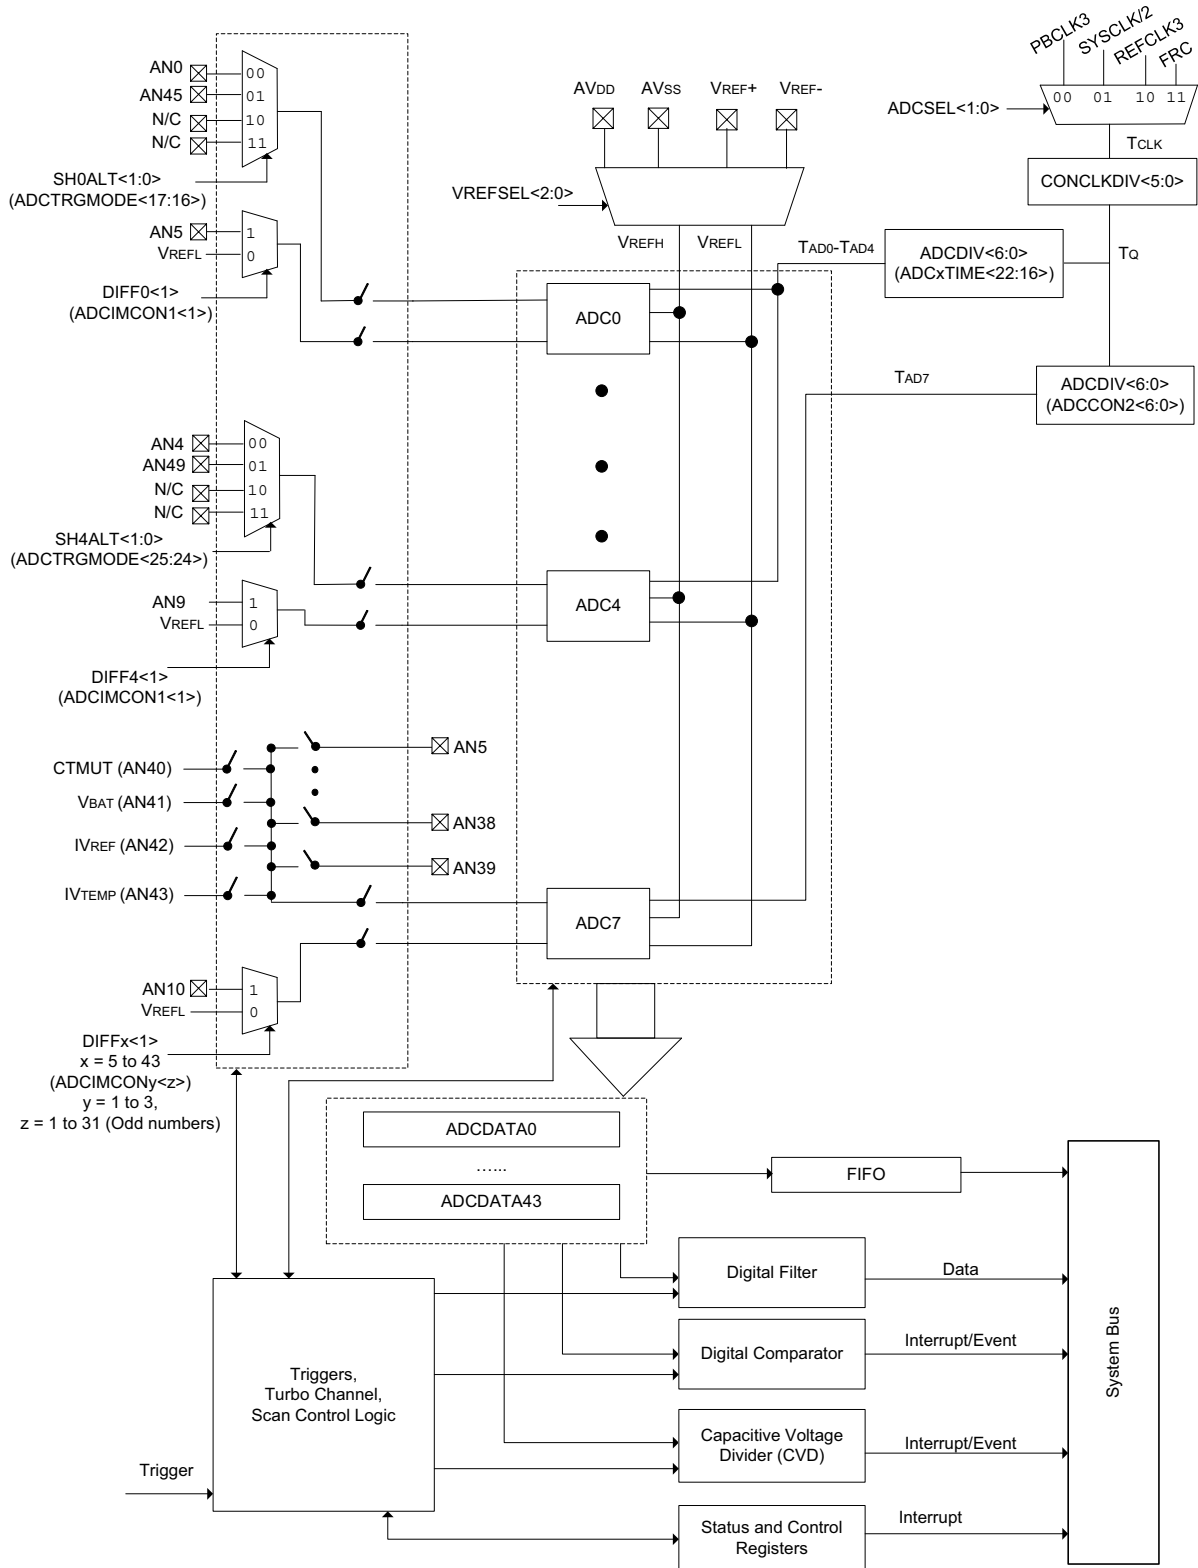 PBCLK3
SYSCLK/2
REFCLK3
FRC
00 01 10 11
ADCSEL<1:0>
TCLK
CONCLKDIV<5:0>
TQ
AN0
AN45
N/C
N/C
00
01
10
11
SH0ALT<1:0>
(ADCTRGMODE<17:16>)
AN5
VREFL
1
0
DIFF0<1>
(ADCIMCON1<1>)
AVDD AVSS VREF+ VREF-
VREFSEL<2:0>
VREFH VREFL
TAD0-TAD4
ADCDIV<6:0>
(ADCxTIME<22:16>)
ADC0
TAD7
ADCDIV<6:0>
(ADCCON2<6:0>)
AN4
AN49
N/C
N/C
00
01
10
11
SH4ALT<1:0>
(ADCTRGMODE<25:24>)
AN9
VREFL
1
0
DIFF4<1>
(ADCIMCON1<1>)
ADC4
CTMUT (AN40)
VBAT (AN41)
IVREF (AN42)
IVTEMP (AN43)
AN5
AN38
AN39
ADC7
AN10
VREFL
1
0
DIFFx<1>
x = 5 to 43
(ADCIMCONy<z>)
y = 1 to 3,
z = 1 to 31 (Odd numbers)
ADCDATA0
…...
ADCDATA43
FIFO
Digital Filter
Data
Digital Comparator
Interrupt/Event
Capacitive Voltage
Divider (CVD)
Interrupt/Event
Status and Control
Registers
Interrupt
System Bus
Triggers,
Turbo Channel,
Scan Control Logic
Trigger